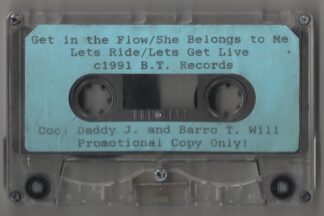 Get in the Flow/She Belongs to Me
Lets Ride/Lets Get Live
c1991 B.T. Records
Cool Daddy J. and Barro T. Will
Promotional Copy Only!